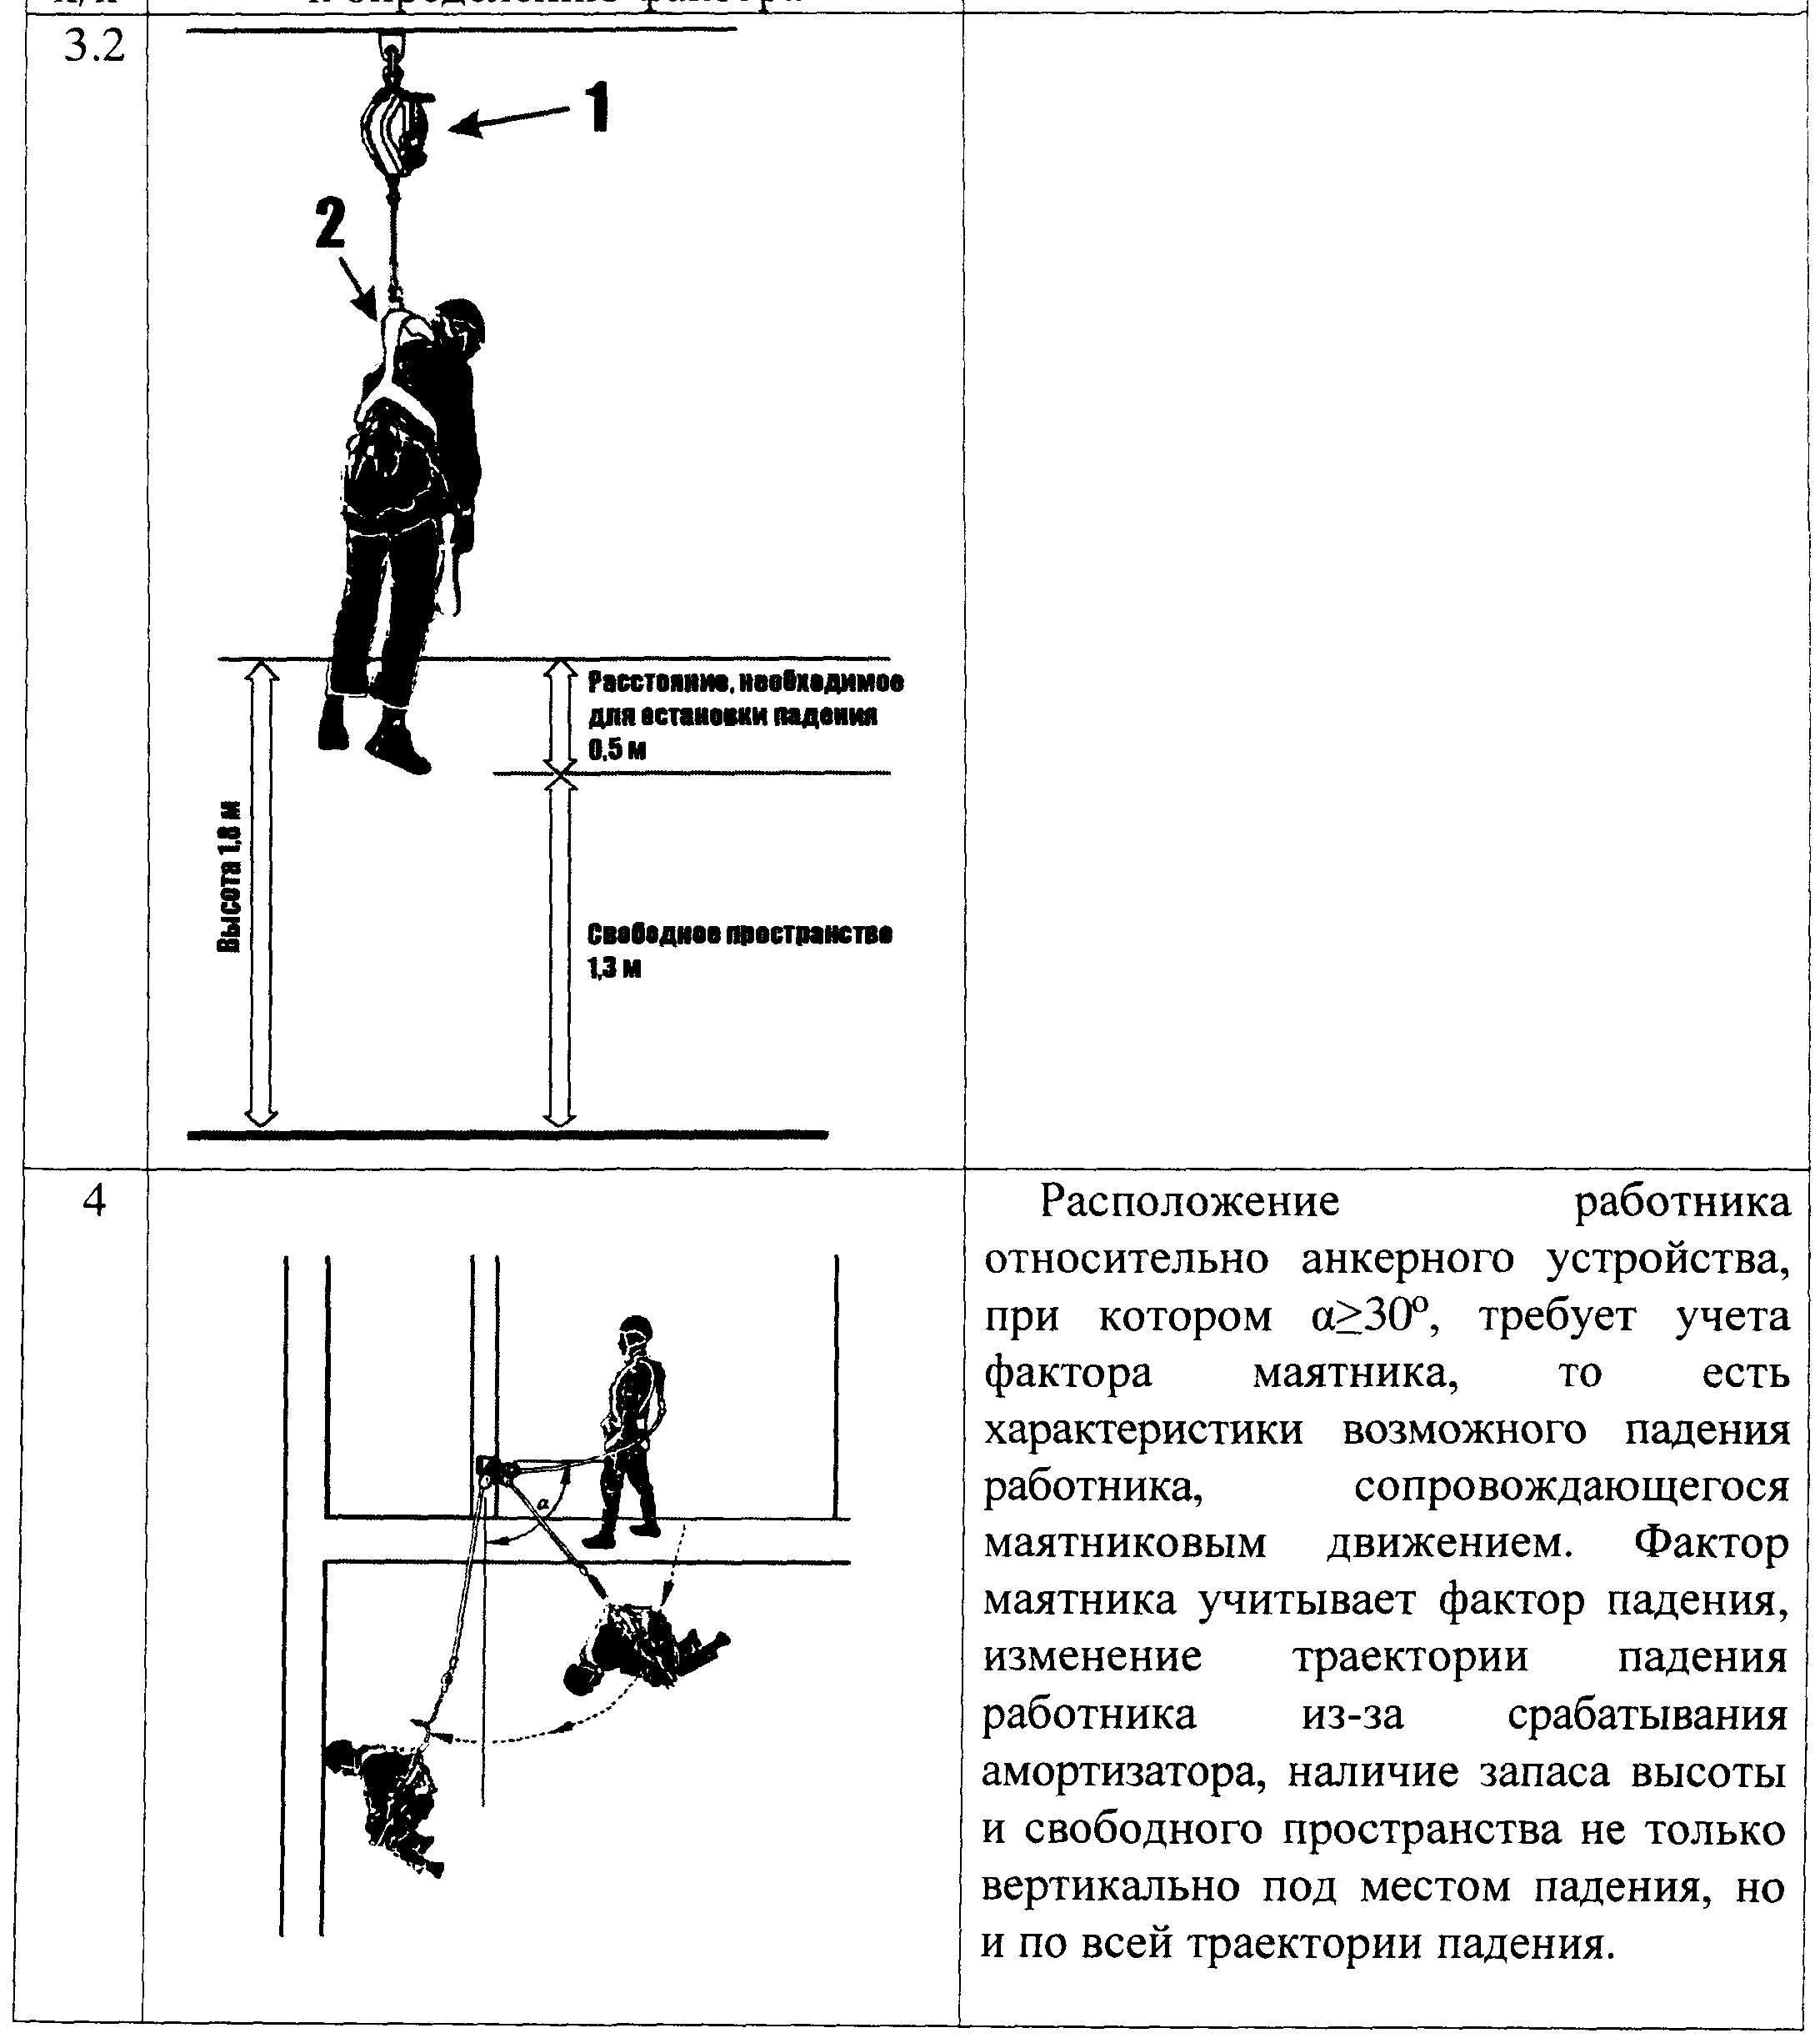 3.2
1
2
Расстояние, необходимое
для остановки падения
0,5 м
Высота 1,8 м
Свободное пространство
1,3 м
4
α
Расположение работника
относительно анкерного устройства,
при котором α≥30º, требует учета
фактора маятника, то есть
характеристики возможного падения
работника, сопровождающегося
маятниковым движением. Фактор
маятника учитывает фактор падения,
изменение траектории падения
работника из-за срабатывания
амортизатора, наличие запаса высоты
и свободного пространства не только
вертикально под местом падения, но
и по всей траектории падения.